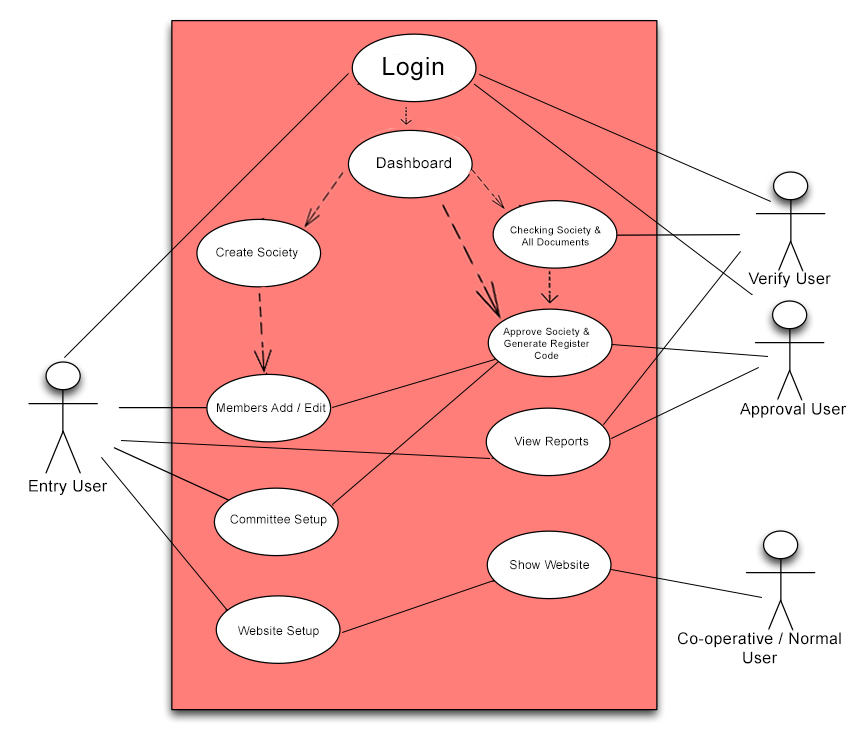 Login
Dashboard
Create Society
Checking Society &
All Documents
Verify User
Approve Society &
Generate Register
Code
Members Add / Edit
Approval User
View Reports
Entry User
Committee Setup
Show Website
Website Setup
Co-operative / Normal
User